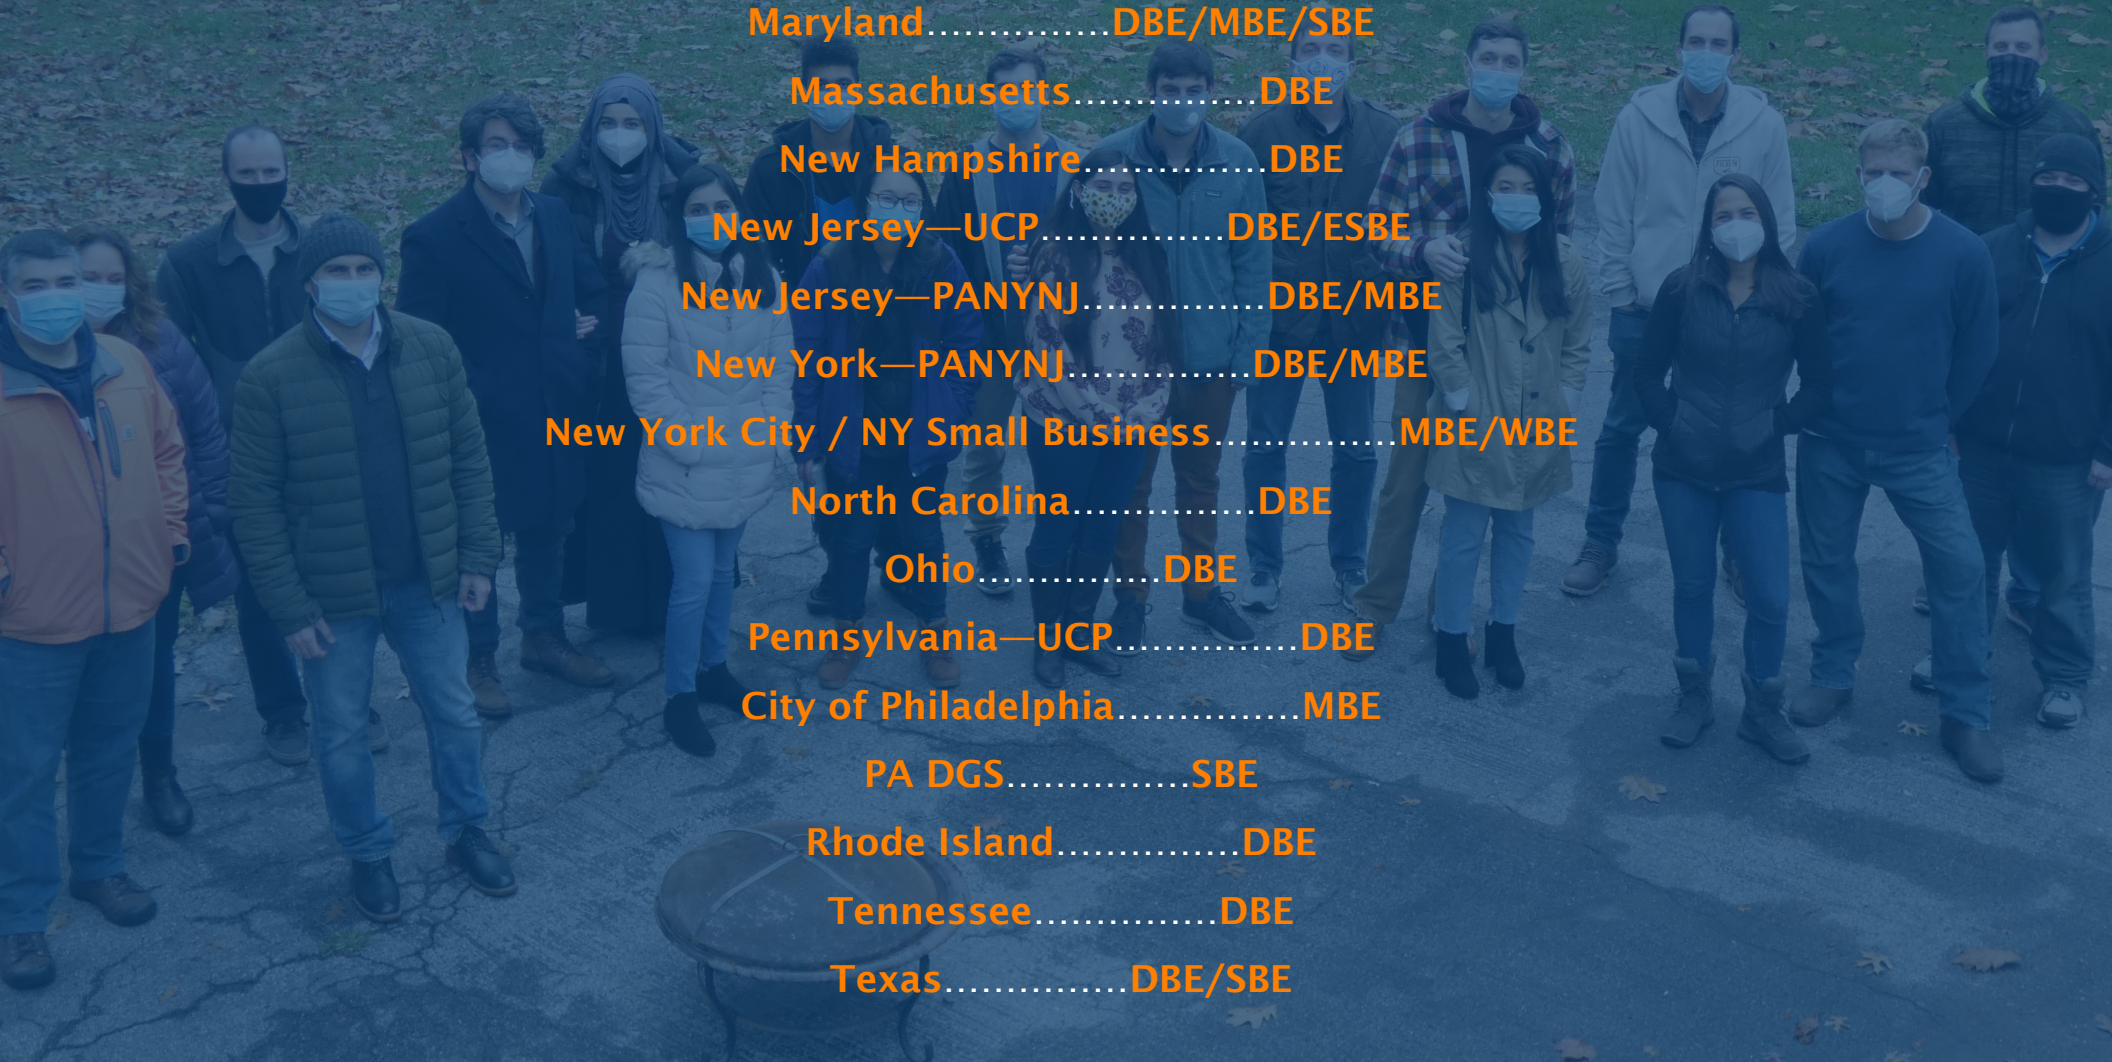 Maryland...............DBE/MBE/SBE
Massachusetts...............DBE
New Hampshire...............DBE
New Jersey—UCP...............DBE/ESBE
New Jersey—PANYNJ...............DBE/MBE
New York—PANYNJ...............DBE/MBE
New York City / NY Small Business...............MBE/WBE
North Carolina...............DBE
Ohio...............DBE
Pennsylvania—UCP...............DBE
City of Philadelphia...............MBE
PA DGS...............SBE
Rhode Island...............DBE
Tennessee...............DBE
Texas...............DBE/SBE